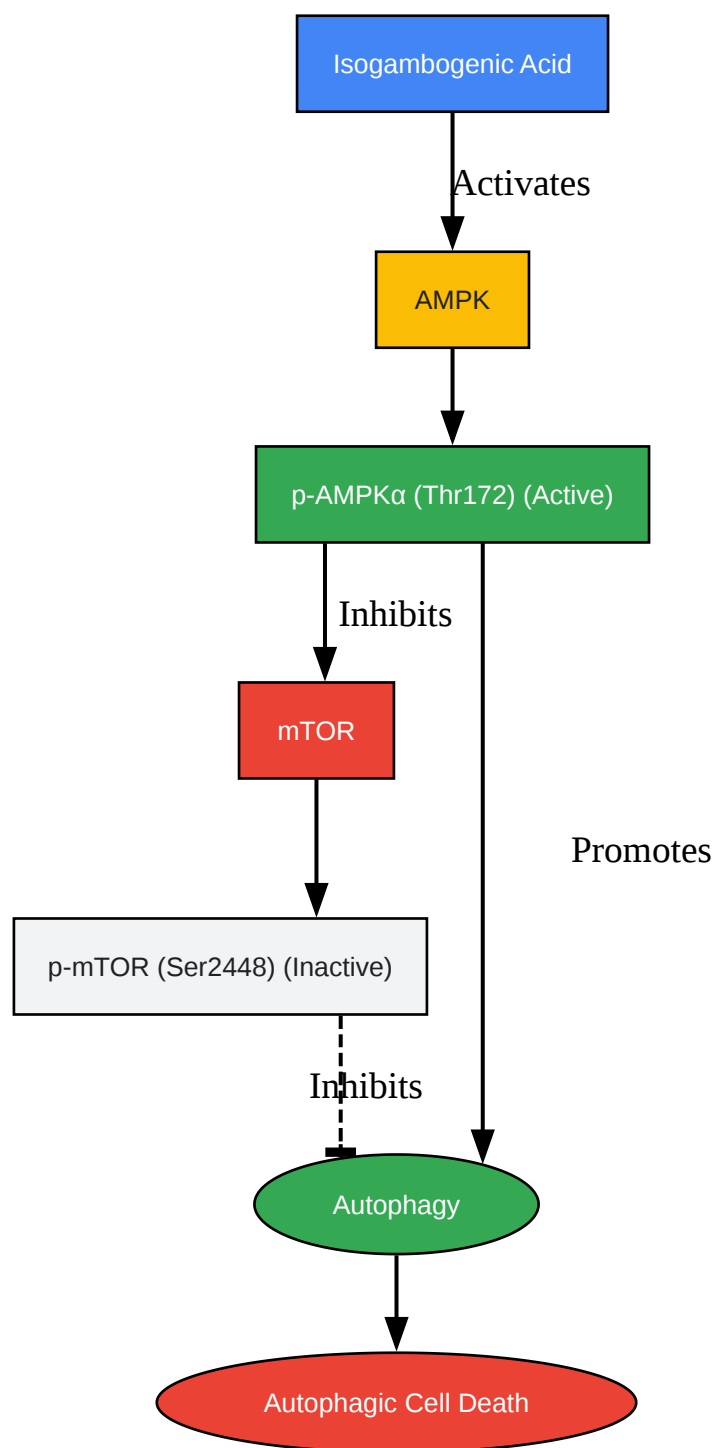 Isogambogenic Acid
Activates
AMPK
p-AMPKα (Thr172) (Active)
Inhibits
mTOR
Promotes
p-mTOR (Ser2448) (Inactive)
Inhibits
Autophagy
Autophagic Cell Death